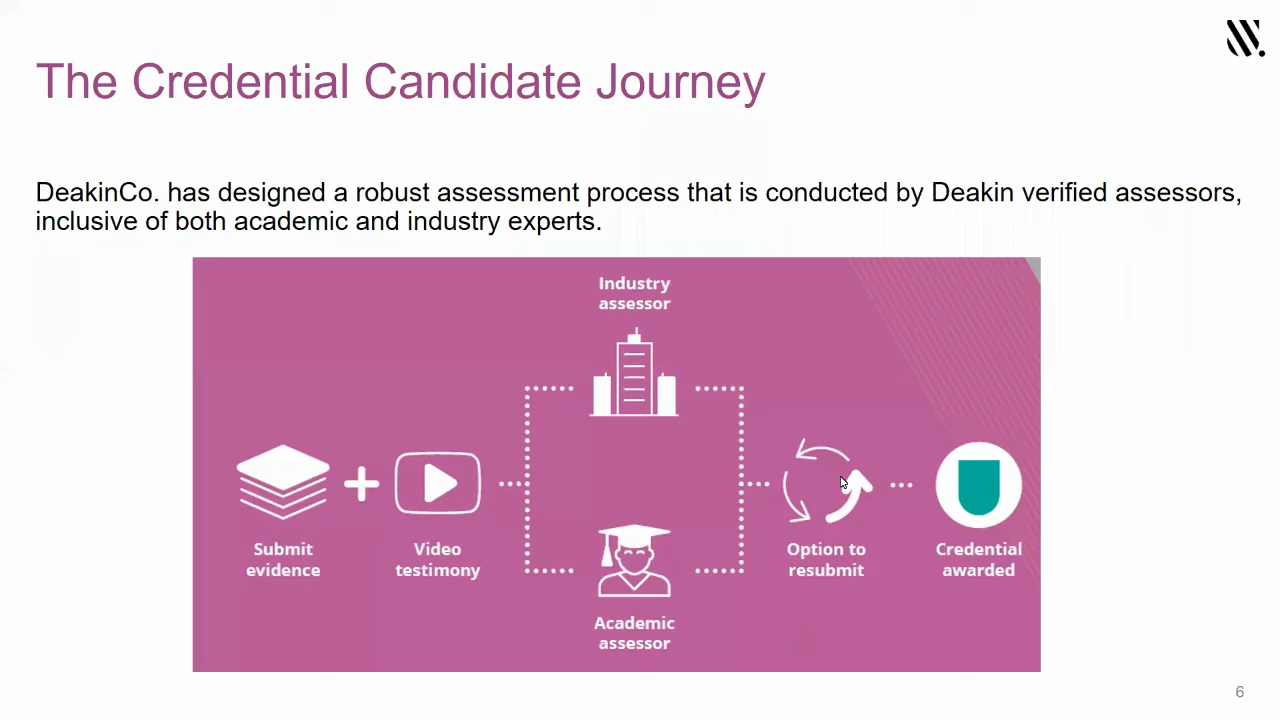 The Credential Candidate Journey
DeakinCo. has designed a robust assessment process that is conducted by Deakin verified assessors,
inclusive of both academic and industry experts.
Industry
assessor
Submit
evidence
Video
testimony
Option to
resubmit
Credential
awarded
Academic
assessor
6